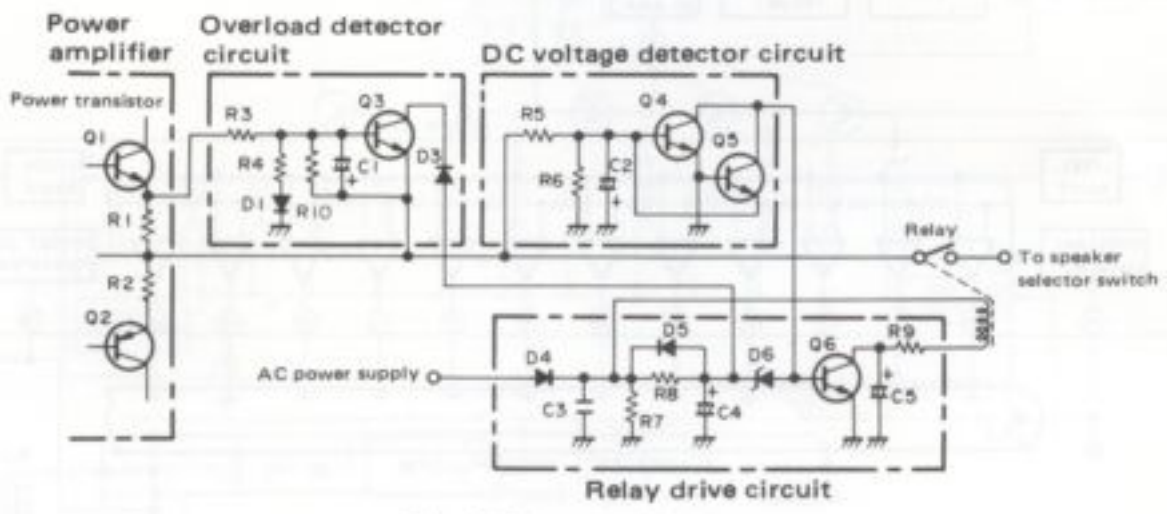 Power amplifier
Overload detector circuit
DC voltage detector circuit
Power transistor
Q1
R1
R2
Q2
R3
Q3
R4
C1
+
D1
R10
D3
R5
Q4
Q5
R6
C2
+
Relay
To speaker selector switch
AC power supply
D4
C3
D5
R8
R7
+
C4
D6
Q6
R9
+
C5
Relay drive circuit